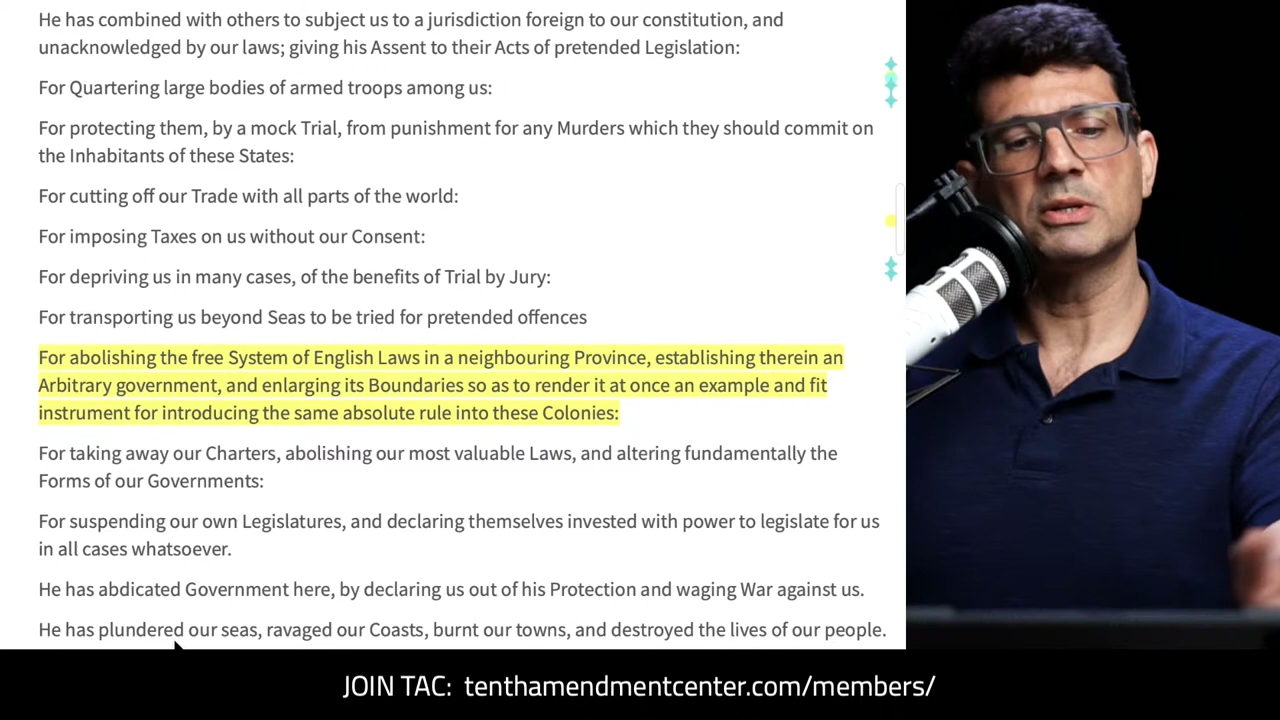 He has combined with others to subject us to a jurisdiction foreign to our constitution, and
unacknowledged by our laws; giving his Assent to their Acts of pretended Legislation:
For Quartering large bodies of armed troops among us:
For protecting them, by a mock Trial, from punishment for any Murders which they should commit on
the Inhabitants of these States:
For cutting off our Trade with all parts of the world:
For imposing Taxes on us without our Consent:
For depriving us in many cases, of the benefits of Trial by Jury:
For transporting us beyond Seas to be tried for pretended offences
For abolishing the free System of English Laws in a neighbouring Province, establishing therein an
Arbitrary government, and enlarging its Boundaries so as to render it at once an example and fit
instrument for introducing the same absolute rule into these Colonies:
For taking away our Charters, abolishing our most valuable Laws, and altering fundamentally the
Forms of our Governments:
For suspending our own Legislatures, and declaring themselves invested with power to legislate for us
in all cases whatsoever.
He has abdicated Government here, by declaring us out of his Protection and waging War against us.
He has plundered our seas, ravaged our Coasts, burnt our towns, and destroyed the lives of our people.
JOIN TAC: tenthamendmentcenter.com/members/